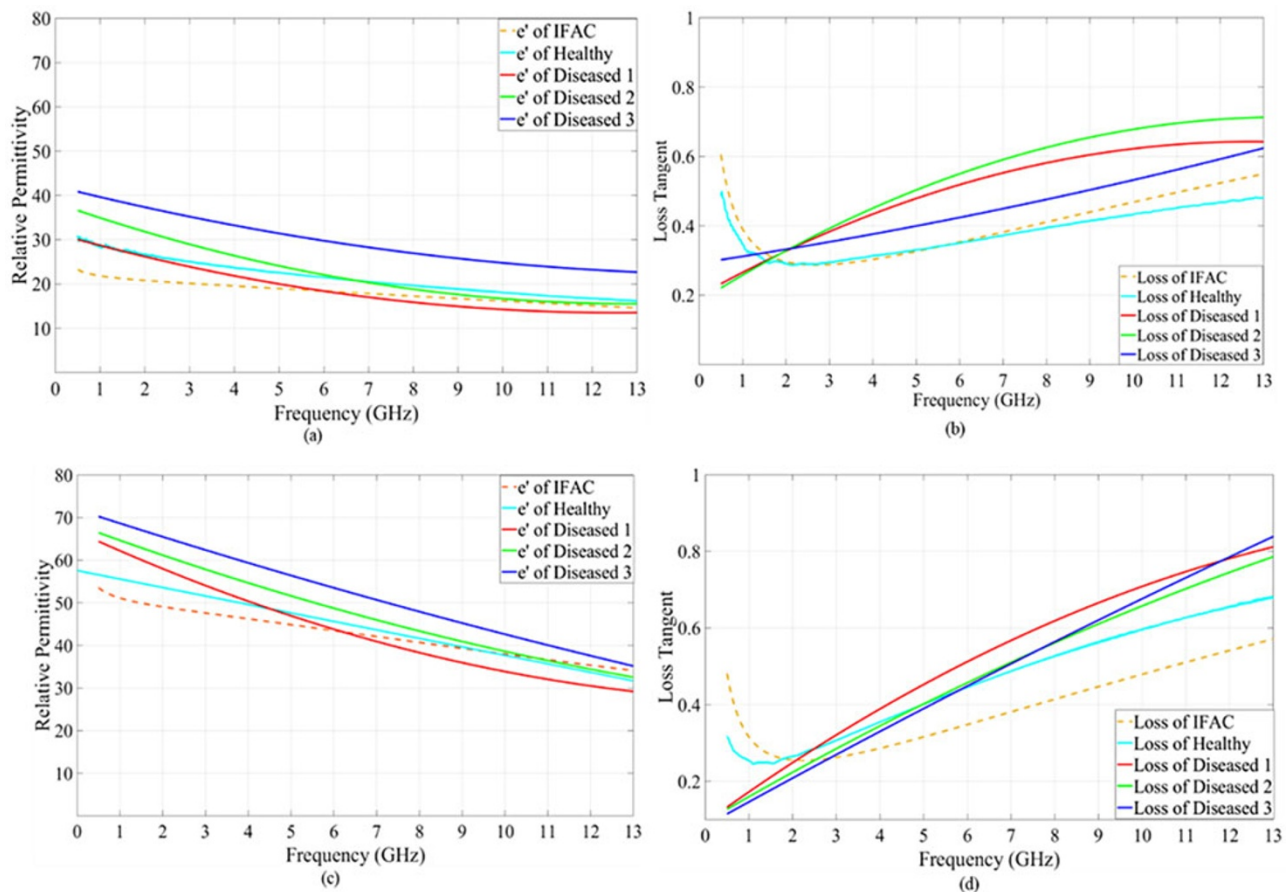 80
70
60
50
40
30
20
10
Relative Permittivity
e' of IFAC
e' of Healthy
e' of Diseased 1
e' of Diseased 2
e' of Diseased 3
0 1 2 3 4 5 6 7 8 9 10 11 12 13
Frequency (GHz)
(a)
1
0.8
0.6
0.4
0.2
Loss Tangent
Loss of IFAC
Loss of Healthy
Loss of Diseased 1
Loss of Diseased 2
Loss of Diseased 3
0 1 2 3 4 5 6 7 8 9 10 11 12 13
Frequency (GHz)
(b)
80
70
60
50
40
30
20
10
Relative Permittivity
e' of IFAC
e' of Healthy
e' of Diseased 1
e' of Diseased 2
e' of Diseased 3
0 1 2 3 4 5 6 7 8 9 10 11 12 13
Frequency (GHz)
(c)
1
0.8
0.6
0.4
0.2
Loss Tangent
Loss of IFAC
Loss of Healthy
Loss of Diseased 1
Loss of Diseased 2
Loss of Diseased 3
0 1 2 3 4 5 6 7 8 9 10 11 12 13
Frequency (GHz)
(d)